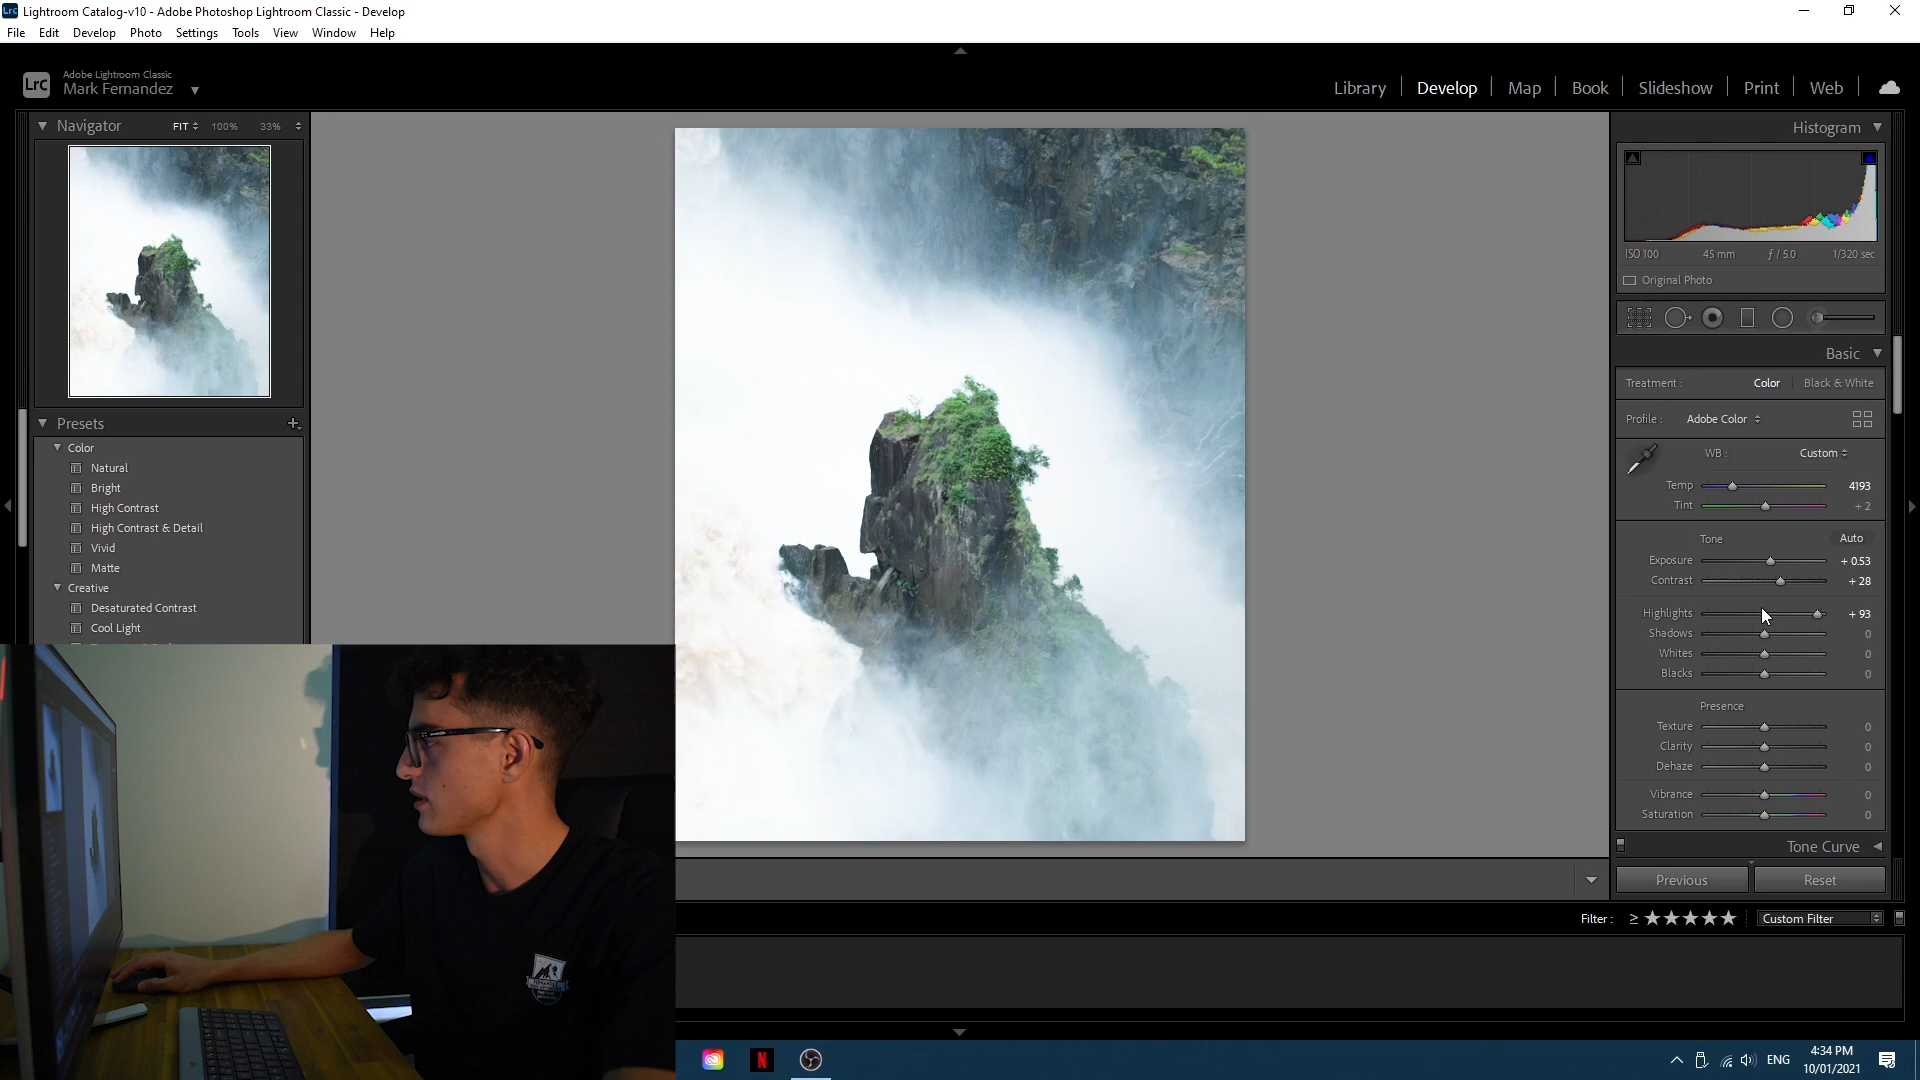 Lrc Lightroom Catalog-v10 - Adobe Photoshop Lightroom Classic - Develop
File Edit Develop Photo Settings Tools View Window Help
Lrc Adobe Lightroom Classic
Mark Fernandez
Library Develop Map Book Slideshow Print Web
Navigator FIT 100% 33%
Histogram
ISO 100 45 mm ƒ / 5.0 1/320 sec
Original Photo
Basic
Treatment : Color Black & White
Profile : Adobe Color
WB : Custom
Temp 4193
Tint + 2
Tone Auto
Exposure + 0.53
Contrast + 28
Highlights + 93
Shadows 0
Whites 0
Blacks 0
Presence
Texture 0
Clarity 0
Dehaze 0
Vibrance 0
Saturation 0
Tone Curve
Previous Reset
Presets
Color
Natural
Bright
High Contrast
High Contrast & Detail
Vivid
Matte
Creative
Desaturated Contrast
Cool Light
Filter : ≥ ★★★★★ Custom Filter
N
ENG
4:34 PM
10/01/2021